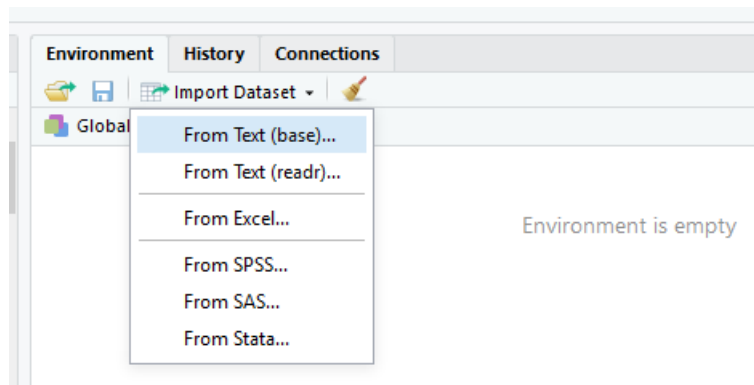 Environment History Connections
Import Dataset
Global
From Text (base)...
From Text (readr)...
From Excel...
From SPSS...
From SAS...
From Stata...
Environment is empty